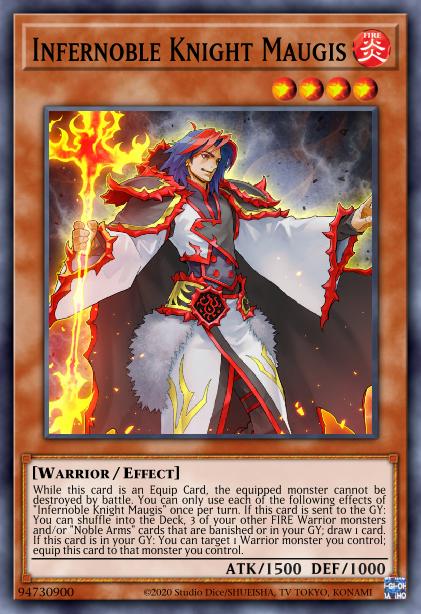 INFERNOBLE KNIGHT MAUGIS
FIRE
炎
[WARRIOR / EFFECT]
While this card is an Equip Card, the equipped monster cannot be
destroyed by battle. You can only use each of the following effects of
"Infernoble Knight Maugis" once per turn. If this card is sent to the GY:
You can shuffle into the Deck, 3 of your other FIRE Warrior monsters
and/or "Noble Arms" cards that are banished or in your GY; draw 1 card.
If this card is in your GY: You can target 1 Warrior monster you control;
equip this card to that monster you control.
ATK/1500 DEF/1000
94730900
©2020 Studio Dice/SHUEISHA, TV TOKYO, KONAMI